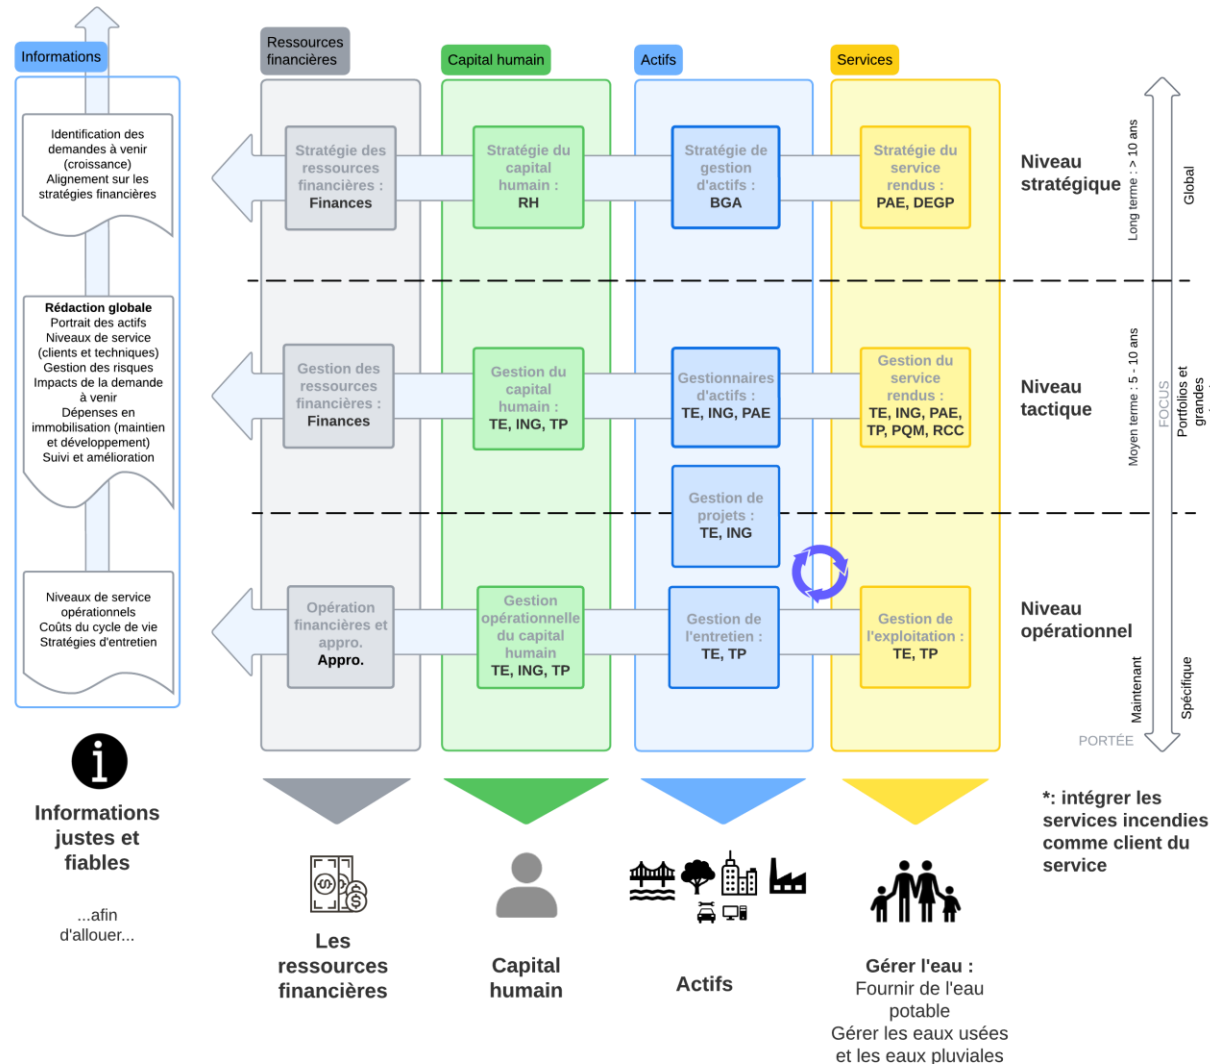 Informations
Ressources
financières
Capital humain
Actifs
Services
Identification des
demandes à venir
(croissance)
Alignement sur les
stratégies financières
Stratégie des
ressources
financières :
Finances
Stratégie du
capital
humain :
RH
Stratégie de
gestion
d'actifs :
BGA
Stratégie du
service
rendus :
PAE, DEGP
Niveau
stratégique
Long terme : > 10 ans
Global
Rédaction globale
Portrait des actifs
Niveaux de service
(clients et techniques)
Gestion des risques
Impacts de la demande
à venir
Dépenses en
immobilisation (maintien
et développement)
Suivi et amélioration
Gestion des
ressources
financières :
Finances
Gestion du
capital
humain :
TE, ING, TP
Gestionnaires
d'actifs :
TE, ING, PAE
Gestion du
service
rendus :
TE, ING, PAE,
TP, PQM, RCC
Niveau
tactique
Moyen terme : 5 - 10 ans
FOCUS
Portfolios et
grandes
Gestion de
projets :
TE, ING
Niveaux de service
opérationnels
Coûts du cycle de vie
Stratégies d'entretien
Opération
financières et
appro.
Appro.
Gestion
opérationnelle
du capital
humain
TE, ING, TP
Gestion de
l'entretien :
TE, TP
Gestion de
l'exploitation :
TE, TP
Niveau
opérationnel
Maintenant
Spécifique
PORTÉE
Informations
justes et
fiables
...afin
d'allouer...
Les
ressources
financières
Capital
humain
Actifs
Gérer l'eau :
Fournir de l'eau
potable
Gérer les eaux usées
et les eaux pluviales
*: intégrer les
services incendies
comme client du
service